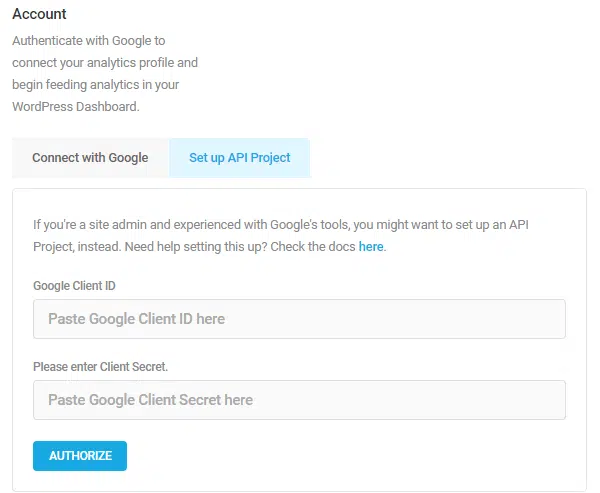 Account
Authenticate with Google to
connect your analytics profile and
begin feeding analytics in your
WordPress Dashboard.
Connect with Google
Set up API Project
If you're a site admin and experienced with Google's tools, you might want to set up an API
Project, instead. Need help setting this up? Check the docs here.
Google Client ID
Paste Google Client ID here
Please enter Client Secret.
Paste Google Client Secret here
AUTHORIZE